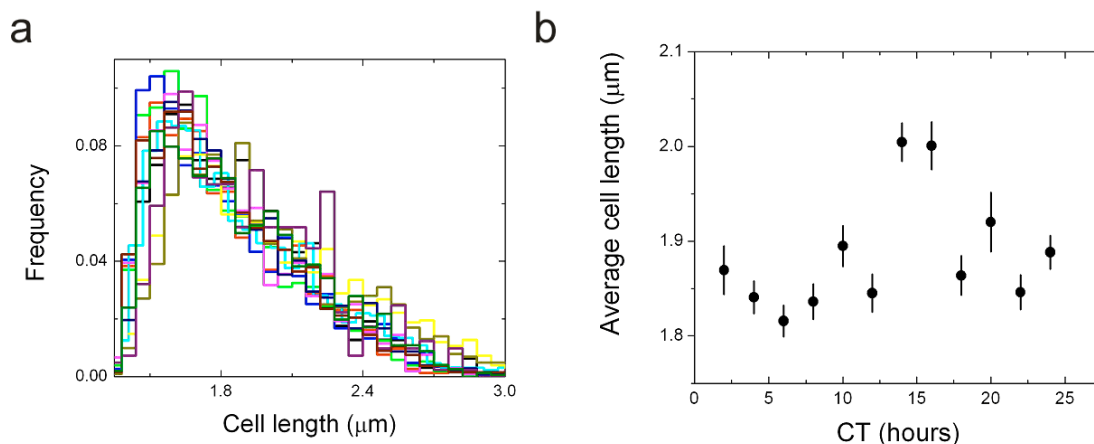 a
b
Frequency
0.08
0.04
0.00
1.8
2.4
3.0
Cell length (μm)
Average cell length (μm)
2.1
2.0
1.9
1.8
0
5
10
15
20
25
CT (hours)